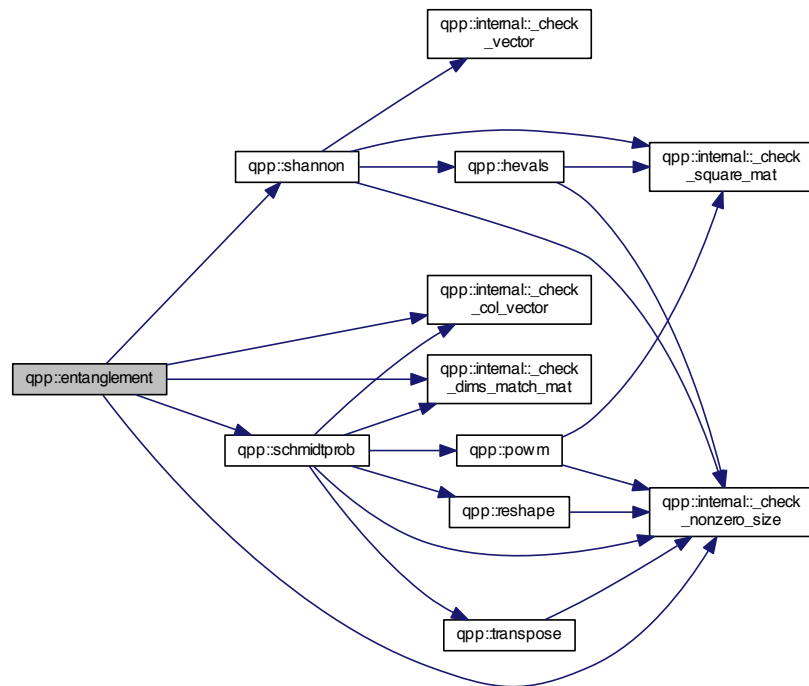 qpp::internal::_check
_vector
qpp::shannon
qpp::hevals
qpp::internal::_check
_square_mat
qpp::internal::_check
_col_vector
qpp::entanglement
qpp::internal::_check
_dims_match_mat
qpp::schmidtprob
qpp::powm
qpp::reshape
qpp::internal::_check
_nonzero_size
qpp::transpose